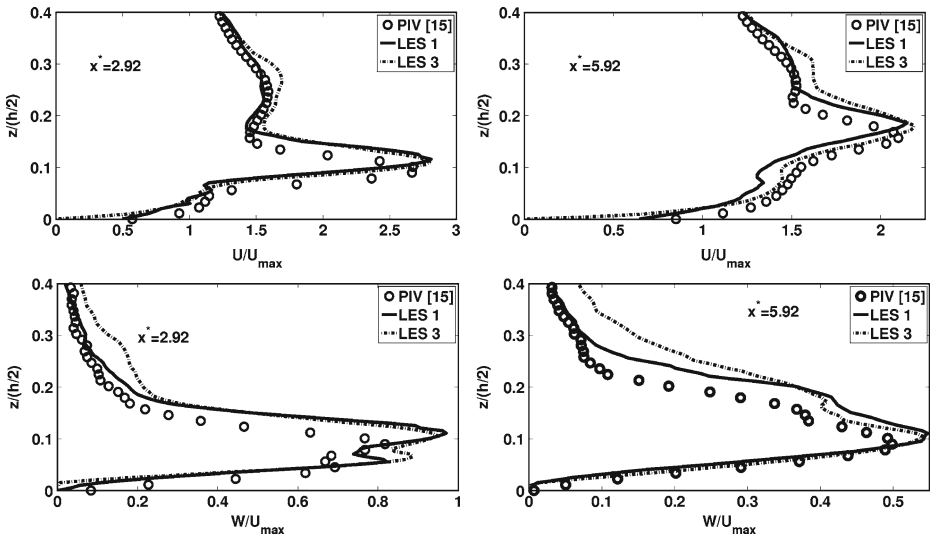 0.4
0.3
0.2
0.1
0
z/(h/2)
x*=2.92
PIV [15]
LES 1
LES 3
0 0.5 1 1.5 2 2.5 3
U/Umax
0.4
0.3
0.2
0.1
0
z/(h/2)
x*=5.92
PIV [15]
LES 1
LES 3
0 0.5 1 1.5 2
U/Umax
0.4
0.3
0.2
0.1
0
z/(h/2)
x*=2.92
PIV [15]
LES 1
LES 3
0 0.2 0.4 0.6 0.8 1
W/Umax
0.4
0.3
0.2
0.1
0
z/(h/2)
x*=5.92
PIV [15]
LES 1
LES 3
0 0.1 0.2 0.3 0.4 0.5
W/Umax